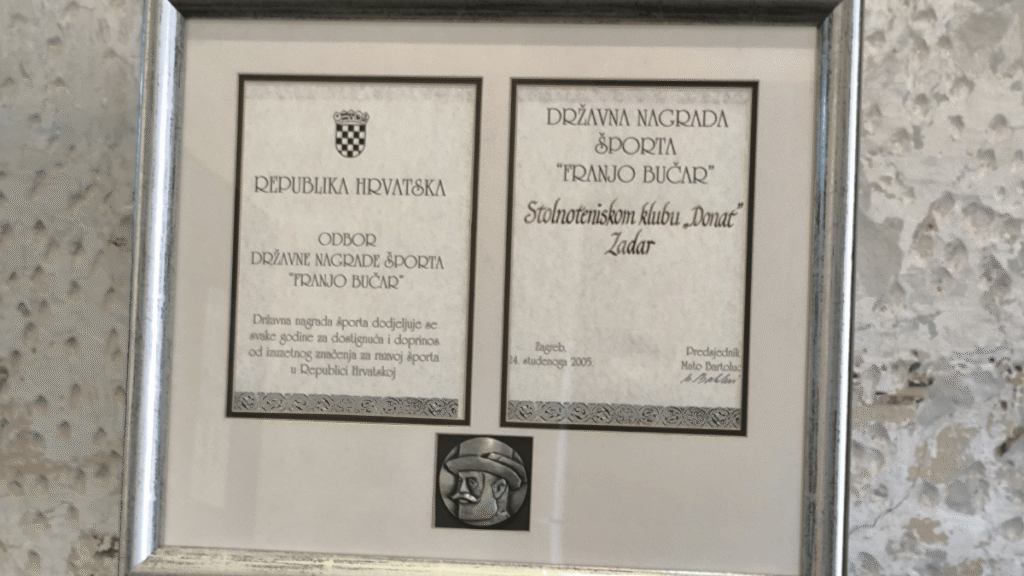 REPUBLIKA HRVATSKA
ODBOR
DRŽAVNE NAGRADE ŠPORTA
"FRANJO BUČAR"
Državna nagrada športa dodjeljuje se
svake godine za dostignuća i doprinos
od iznimnog značenja za razvoj športa
u Republici Hrvatskoj
DRŽAVNA NAGRADA
ŠPORTA
"FRANJO BUČAR"
Stolnoteniskom klubu „Donat"
Zadar
Zagreb,
24. studenoga 2005.
Predsjednik
Mato Bartoluc